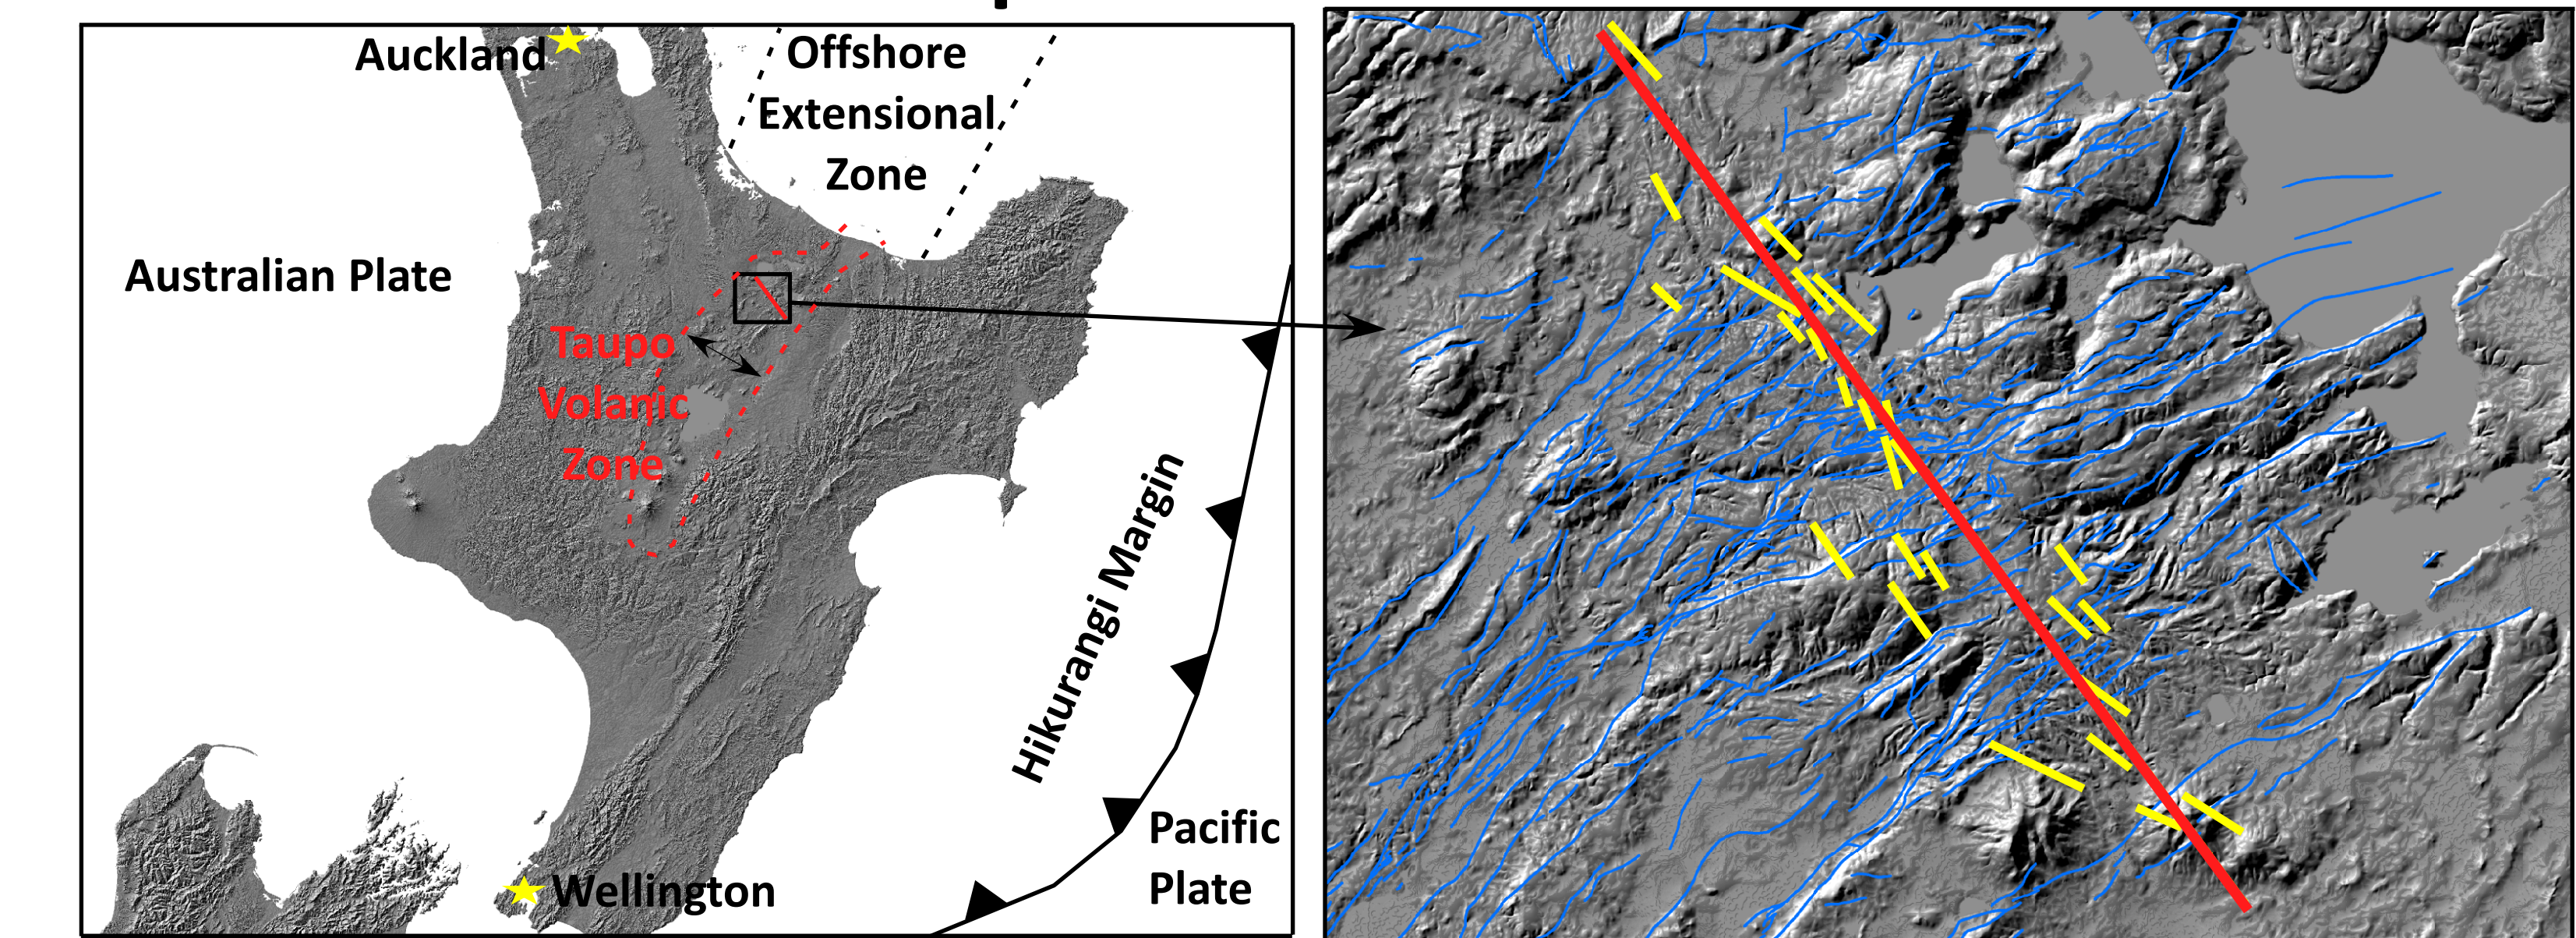 Auckland
Offshore
Extensional
Zone
Australian Plate
Taupo
Volanic
Zone
Hikurangi Margin
Pacific
Plate
Wellington